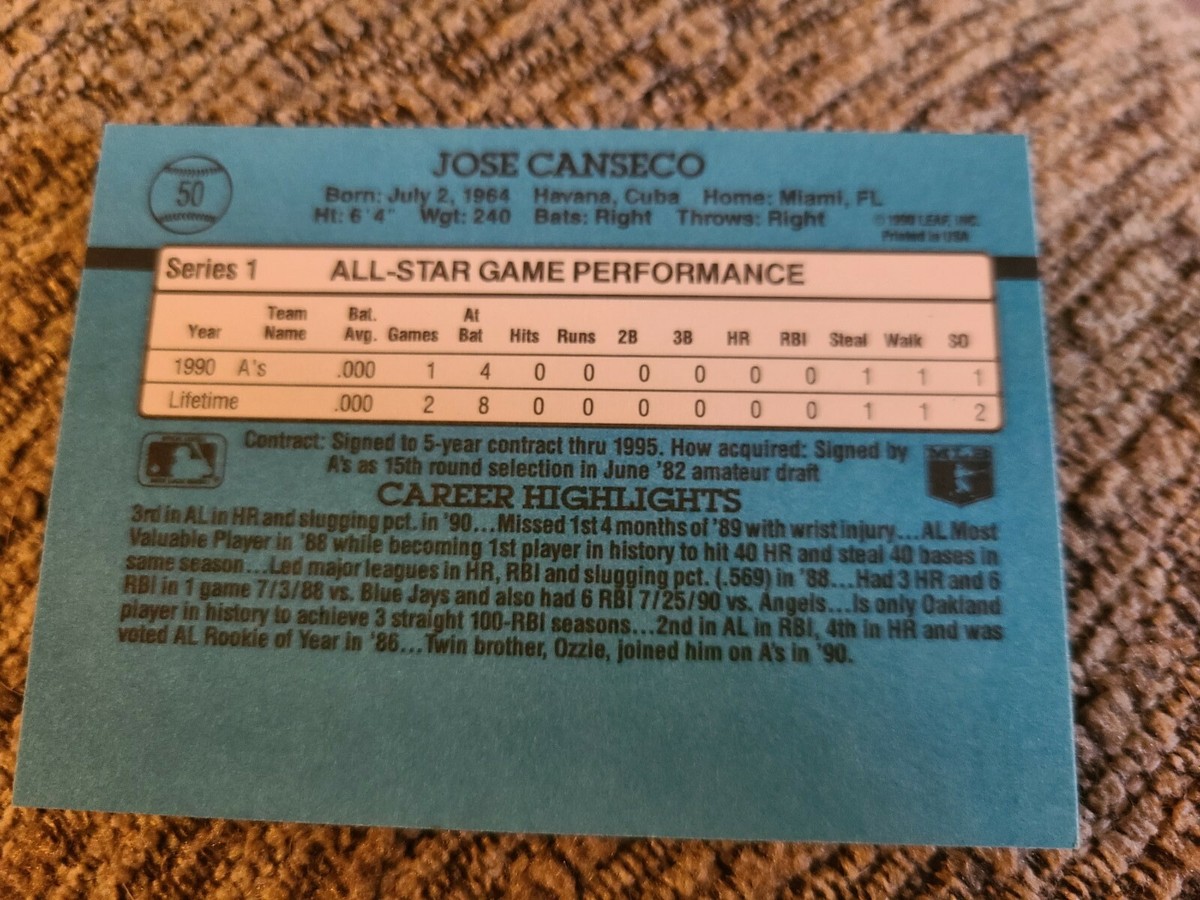 50
JOSE CANSECO
Born: July 2, 1964 Havana, Cuba Home: Miami, FL
Ht: 6'4" Wgt: 240 Bats: Right Throws: Right
© 1990 LEAF, INC.
Printed in USA
Series 1 ALL-STAR GAME PERFORMANCE
Year Team Name Bat. Avg. Games At Bat Hits Runs 2B 3B HR RBI Steal Walk SO
1990 A's .000 1 4 0 0 0 0 0 0 1 1 1
Lifetime .000 2 8 0 0 0 0 0 0 1 1 2
Contract: Signed to 5-year contract thru 1995. How acquired: Signed by
A's as 15th round selection in June '82 amateur draft
MLB
CAREER HIGHLIGHTS
3rd in AL in HR and slugging pct. in '90...Missed 1st 4 months of '89 with wrist injury...AL Most
Valuable Player in '88 while becoming 1st player in history to hit 40 HR and steal 40 bases in
same season...Led major leagues in HR, RBI and slugging pct. (.569) in '88...Had 3 HR and 6
RBI in 1 game 7/3/88 vs. Blue Jays and also had 6 RBI 7/25/90 vs. Angels...Is only Oakland
player in history to achieve 3 straight 100-RBI seasons...2nd in AL in RBI, 4th in HR and was
voted AL Rookie of Year in '86...Twin brother, Ozzie, joined him on A's in '90.